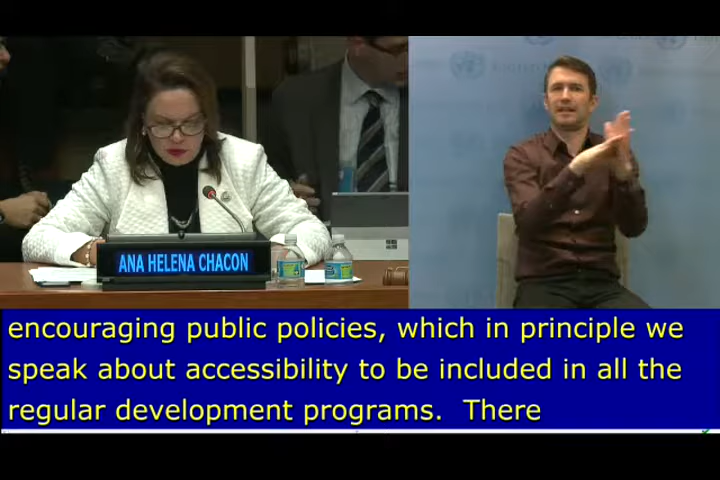 ANA HELENA CHACON
encouraging public policies, which in principle we
speak about accessibility to be included in all the
regular development programs.  There